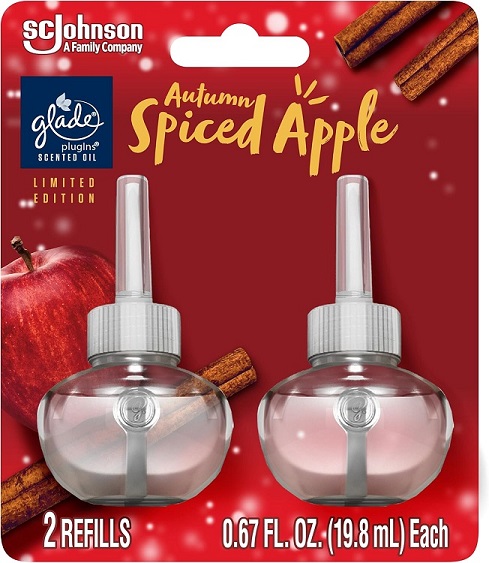 SC Johnson
A Family Company
glade
plugins®
SCENTED OIL
LIMITED
EDITION
Autumn
Spiced Apple
2 REFILLS
0.67 FL. OZ. (19.8 mL) Each